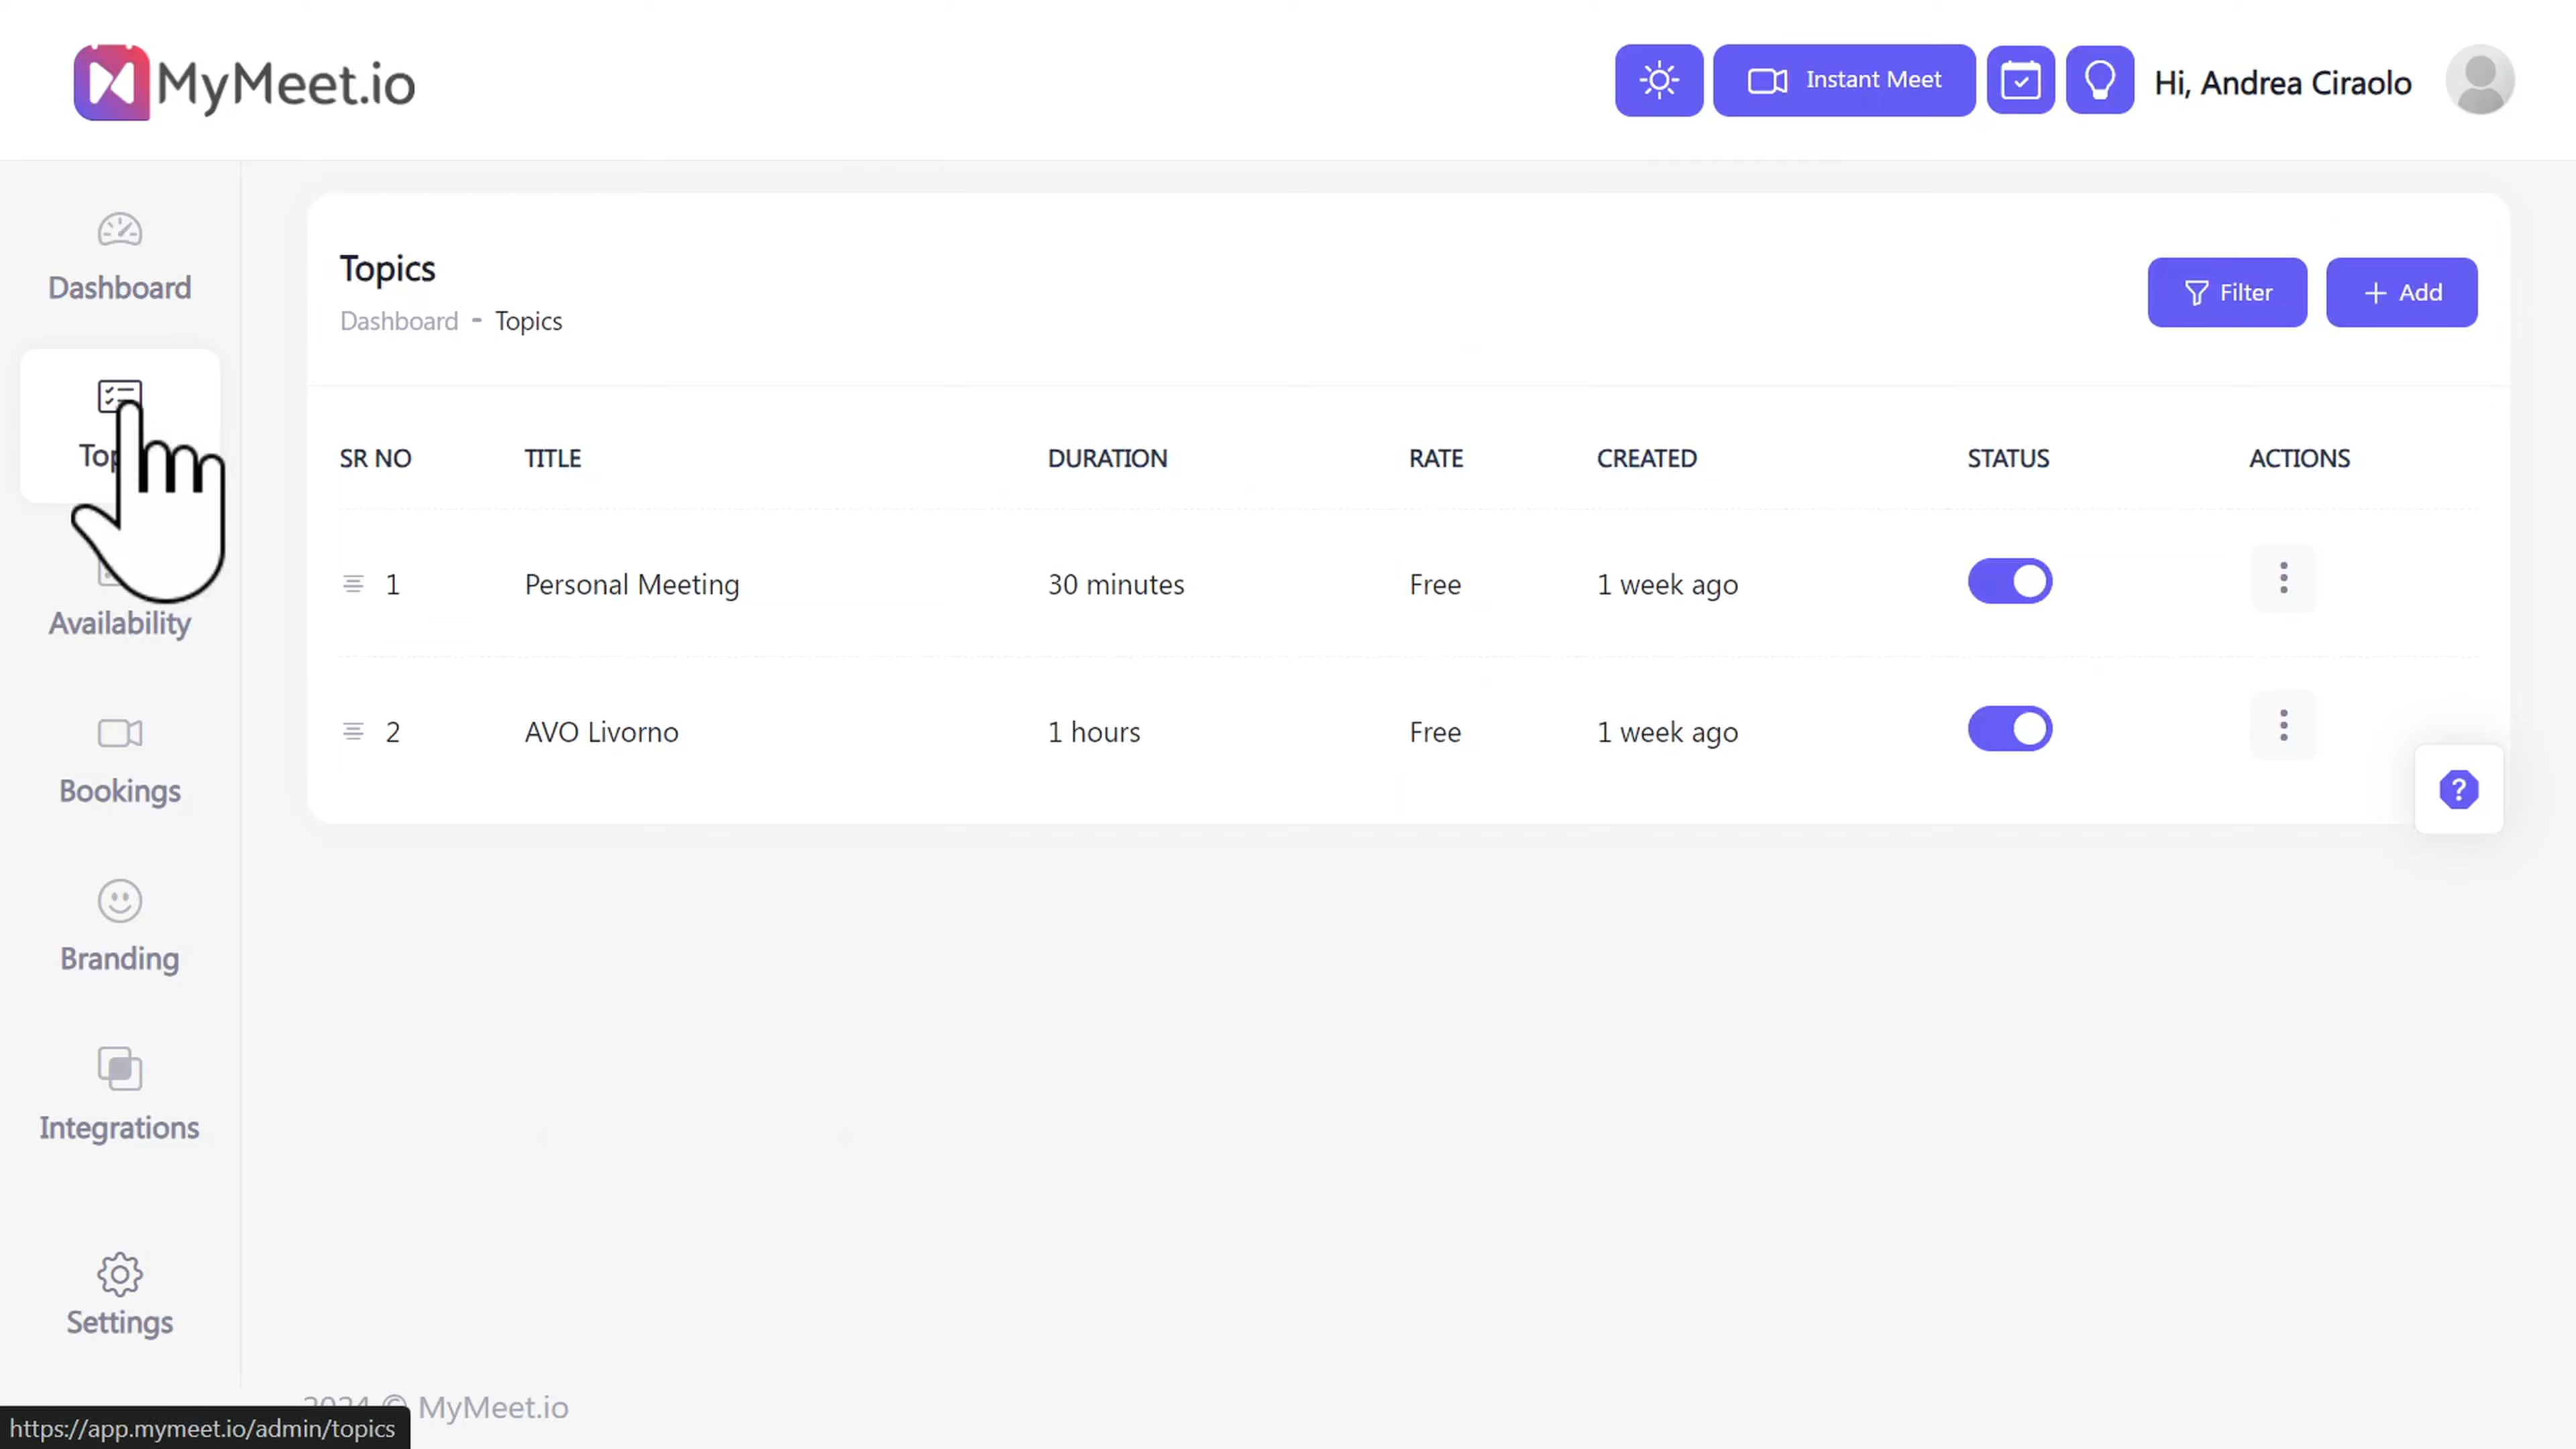 MyMeet.io
Instant Meet
Hi, Andrea Ciraolo
Dashboard
Availability
Bookings
Branding
Integrations
Settings
Topics
Dashboard - Topics
Filter
+ Add
SR NO TITLE DURATION RATE CREATED STATUS ACTIONS
1 Personal Meeting 30 minutes Free 1 week ago
2 AVO Livorno 1 hours Free 1 week ago
?
2024 © MyMeet.io
https://app.mymeet.io/admin/topics